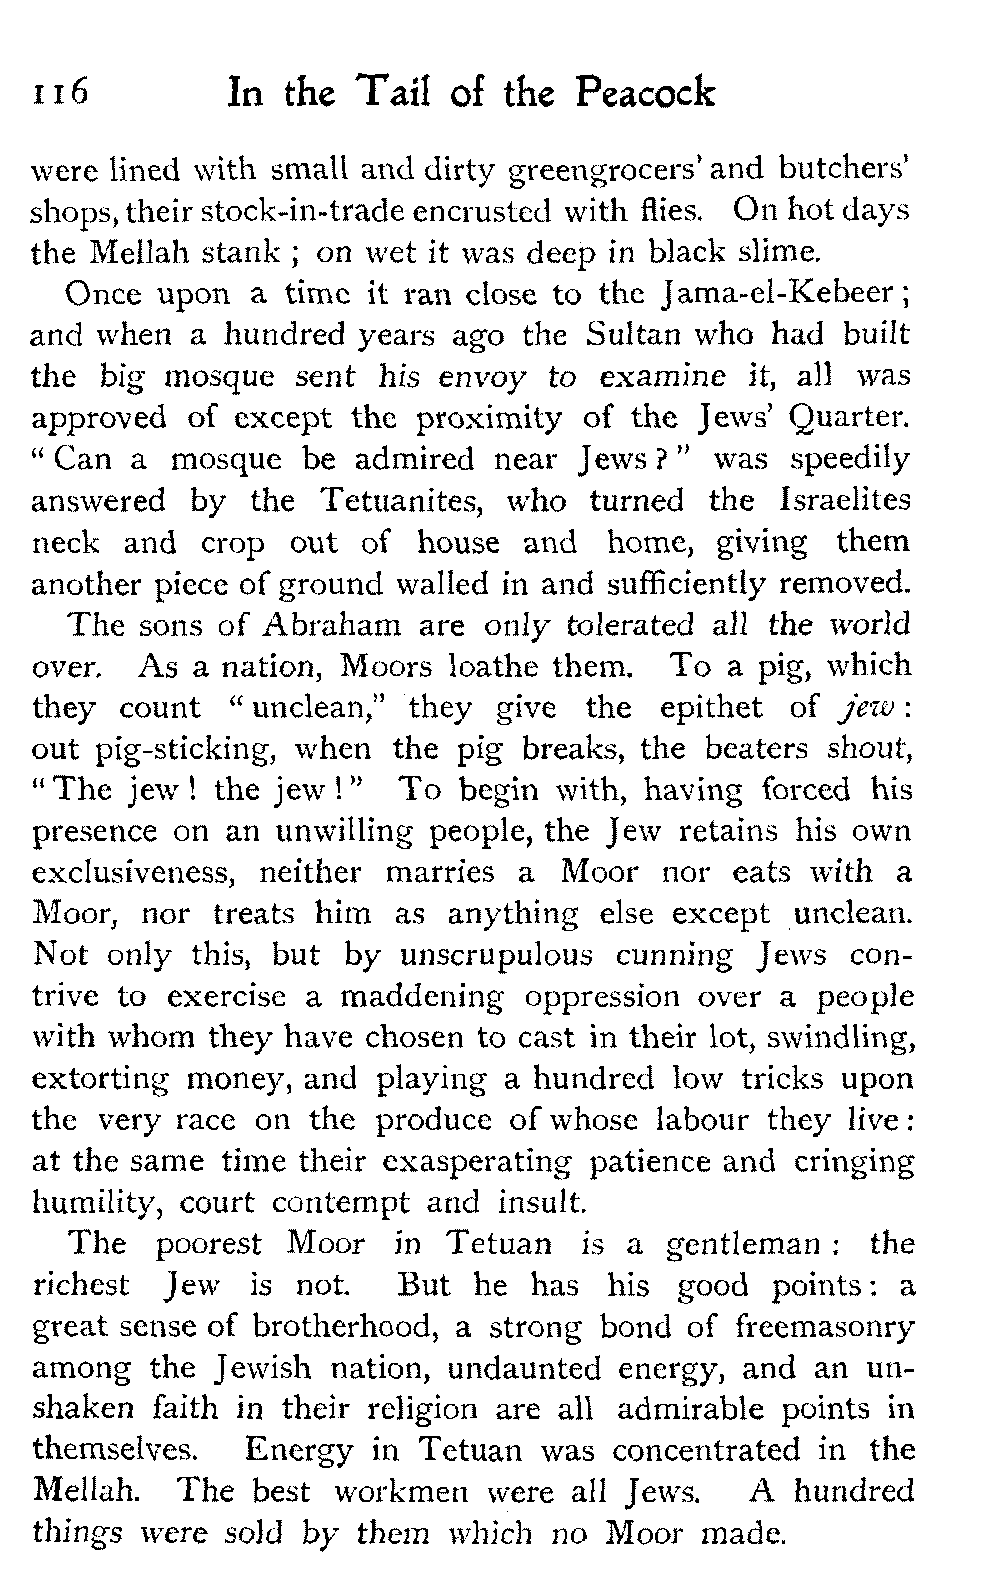 116 In the Tail of the Peacock
were lined with small and dirty greengrocers' and butchers'
shops, their stock-in-trade encrusted with flies. On hot days
the Mellah stank ; on wet it was deep in black slime.
Once upon a time it ran close to the Jama-el-Kebeer ;
and when a hundred years ago the Sultan who had built
the big mosque sent his envoy to examine it, all was
approved of except the proximity of the Jews' Quarter.
“ Can a mosque be admired near Jews ? ” was speedily
answered by the Tetuanites, who turned the Israelites
neck and crop out of house and home, giving them
another piece of ground walled in and sufficiently removed.
The sons of Abraham are only tolerated all the world
over. As a nation, Moors loathe them. To a pig, which
they count “ unclean,” they give the epithet of jew :
out pig-sticking, when the pig breaks, the beaters shout,
“ The jew ! the jew ! ” To begin with, having forced his
presence on an unwilling people, the Jew retains his own
exclusiveness, neither marries a Moor nor eats with a
Moor, nor treats him as anything else except unclean.
Not only this, but by unscrupulous cunning Jews con-
trive to exercise a maddening oppression over a people
with whom they have chosen to cast in their lot, swindling,
extorting money, and playing a hundred low tricks upon
the very race on the produce of whose labour they live :
at the same time their exasperating patience and cringing
humility, court contempt and insult.
The poorest Moor in Tetuan is a gentleman : the
richest Jew is not. But he has his good points : a
great sense of brotherhood, a strong bond of freemasonry
among the Jewish nation, undaunted energy, and an un-
shaken faith in their religion are all admirable points in
themselves. Energy in Tetuan was concentrated in the
Mellah. The best workmen were all Jews. A hundred
things were sold by them which no Moor made.